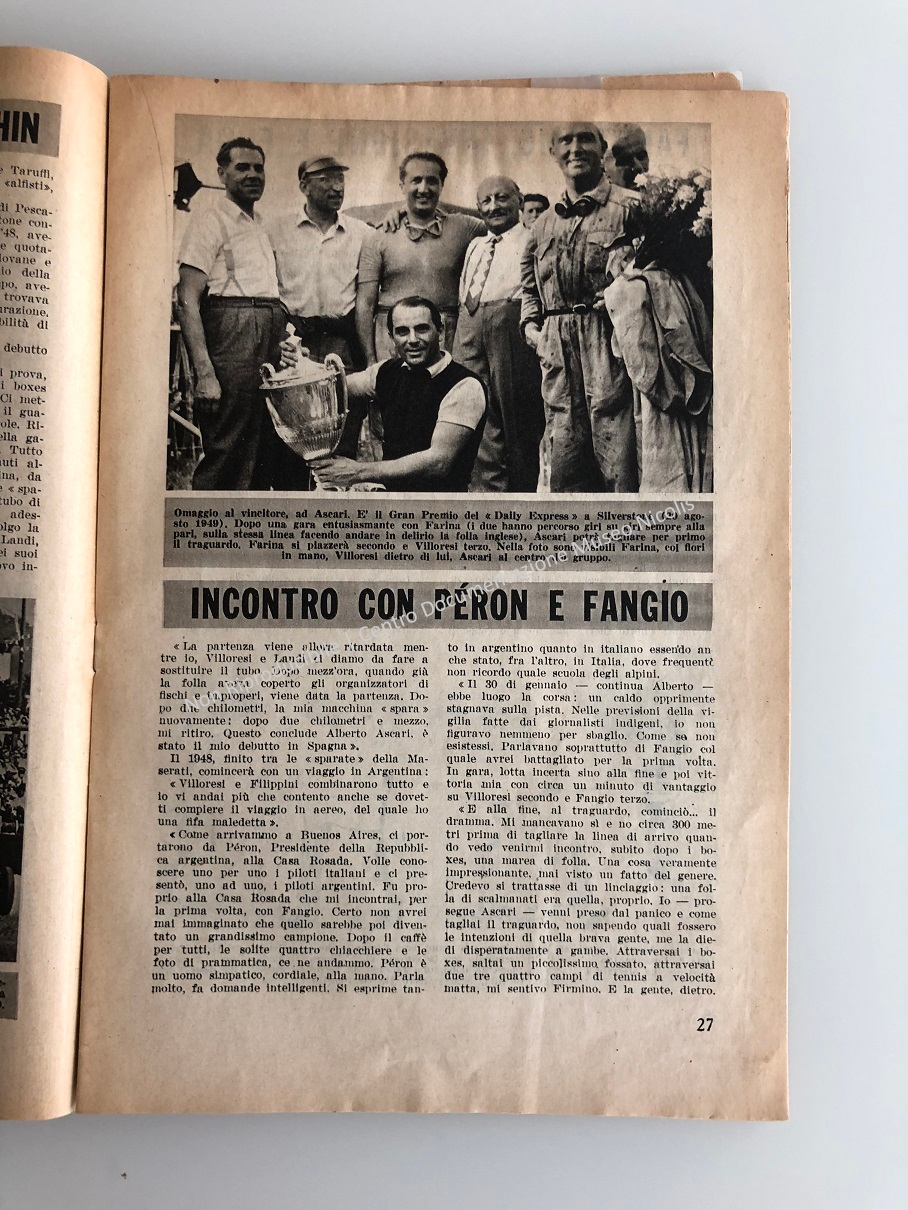 HIN
e Taruffi,
«alfisti»,
di Pesca-
tone con-
'48, ave-
e quota-
iovane e
io della
po, ave-
trovava
urazione.
bilità di
debutto
i prova,
i boxes
Ci met-
il gua-
ole. Ri-
ella ga-
. Tutto
nuti al-
ina, da
e « spa-
tubo di
ades-
olgo la
Landi,
ei suoi
ovo in-
Omaggio al vincitore, ad Ascari. E' il Gran Premio del « Daily Express » a Silverstone (20 ago-
sto 1949). Dopo una gara entusiasmante con Farina (i due hanno percorso giri su giri sempre alla
pari, sulla stessa linea facendo andare in delirio la folla inglese), Ascari potrà tagliare per primo
il traguardo, Farina si piazzerà secondo e Villoresi terzo. Nella foto sono visibili Farina, coi fiori
in mano, Villoresi dietro di lui, Ascari al centro del gruppo.
Centro Documentazione Museo Nicolis
INCONTRO CON PÉRON E FANGIO
« La partenza viene allora ritardata men-
tre io, Villoresi e Landi ci diamo da fare a
sostituire il tubo. Dopo mezz'ora, quando già
la folla aveva coperto gli organizzatori di
fischi e improperi, viene data la partenza. Do-
po due chilometri, la mia macchina « spara »
nuovamente: dopo due chilometri e mezzo,
mi ritiro. Questo conclude Alberto Ascari, è
stato il mio debutto in Spagna ».
Il 1948, finito tra le « sparate » della Ma-
serati, comincerà con un viaggio in Argentina:
« Villoresi e Filippini combinarono tutto e
io vi andai più che contento anche se dovet-
ti compiere il viaggio in aereo, del quale ho
una fifa maledetta ».
« Come arrivammo a Buenos Aires, ci por-
tarono da Péron, Presidente della Repubbli-
ca argentina, alla Casa Rosada. Volle cono-
scere uno per uno i piloti italiani e ci pre-
sentò, uno ad uno, i piloti argentini. Fu pro-
prio alla Casa Rosada che mi incontrai, per
la prima volta, con Fangio. Certo non avrei
mai immaginato che quello sarebbe poi diven-
tato un grandissimo campione. Dopo il caffè
per tutti, le solite quattro chiacchiere e le
foto di prammatica, ce ne andammo. Péron è
un uomo simpatico, cordiale, alla mano. Parla
molto, fa domande intelligenti. Si esprime tan-
to in argentino quanto in italiano essendo an
che stato, fra l'altro, in Italia, dove frequentò
non ricordo quale scuola degli alpini.
« Il 30 di gennaio — continua Alberto —
ebbe luogo la corsa: un caldo opprimente
stagnava sulla pista. Nelle previsioni della vi-
gilia fatte dai giornalisti indigeni, io non
figuravo nemmeno per sbaglio. Come se non
esistessi. Parlavano soprattutto di Fangio col
quale avrei battagliato per la prima volta.
In gara, lotta incerta sino alla fine e poi vit-
toria mia con circa un minuto di vantaggio
su Villoresi secondo e Fangio terzo.
« E alla fine, al traguardo, cominciò... il
dramma. Mi mancavano sì e no circa 300 me-
tri prima di tagliare la linea di arrivo quan-
do vedo venirmi incontro, subito dopo i bo-
xes, una marea di folla. Una cosa veramente
impressionante, mai visto un fatto del genere.
Credevo si trattasse di un linciaggio: una fol-
la di scalmanati era quella, proprio. Io — pro-
segue Ascari — venni preso dal panico e come
tagliai il traguardo, non sapendo quali fossero
le intenzioni di quella brava gente, me la die-
di disperatamente a gambe. Attraversai i bo-
xes, saltai un piccolissimo fossato, attraversai
due tre quattro campi di tennis a velocità
matta, mi sentivo Firmino. E la gente, dietro.
27